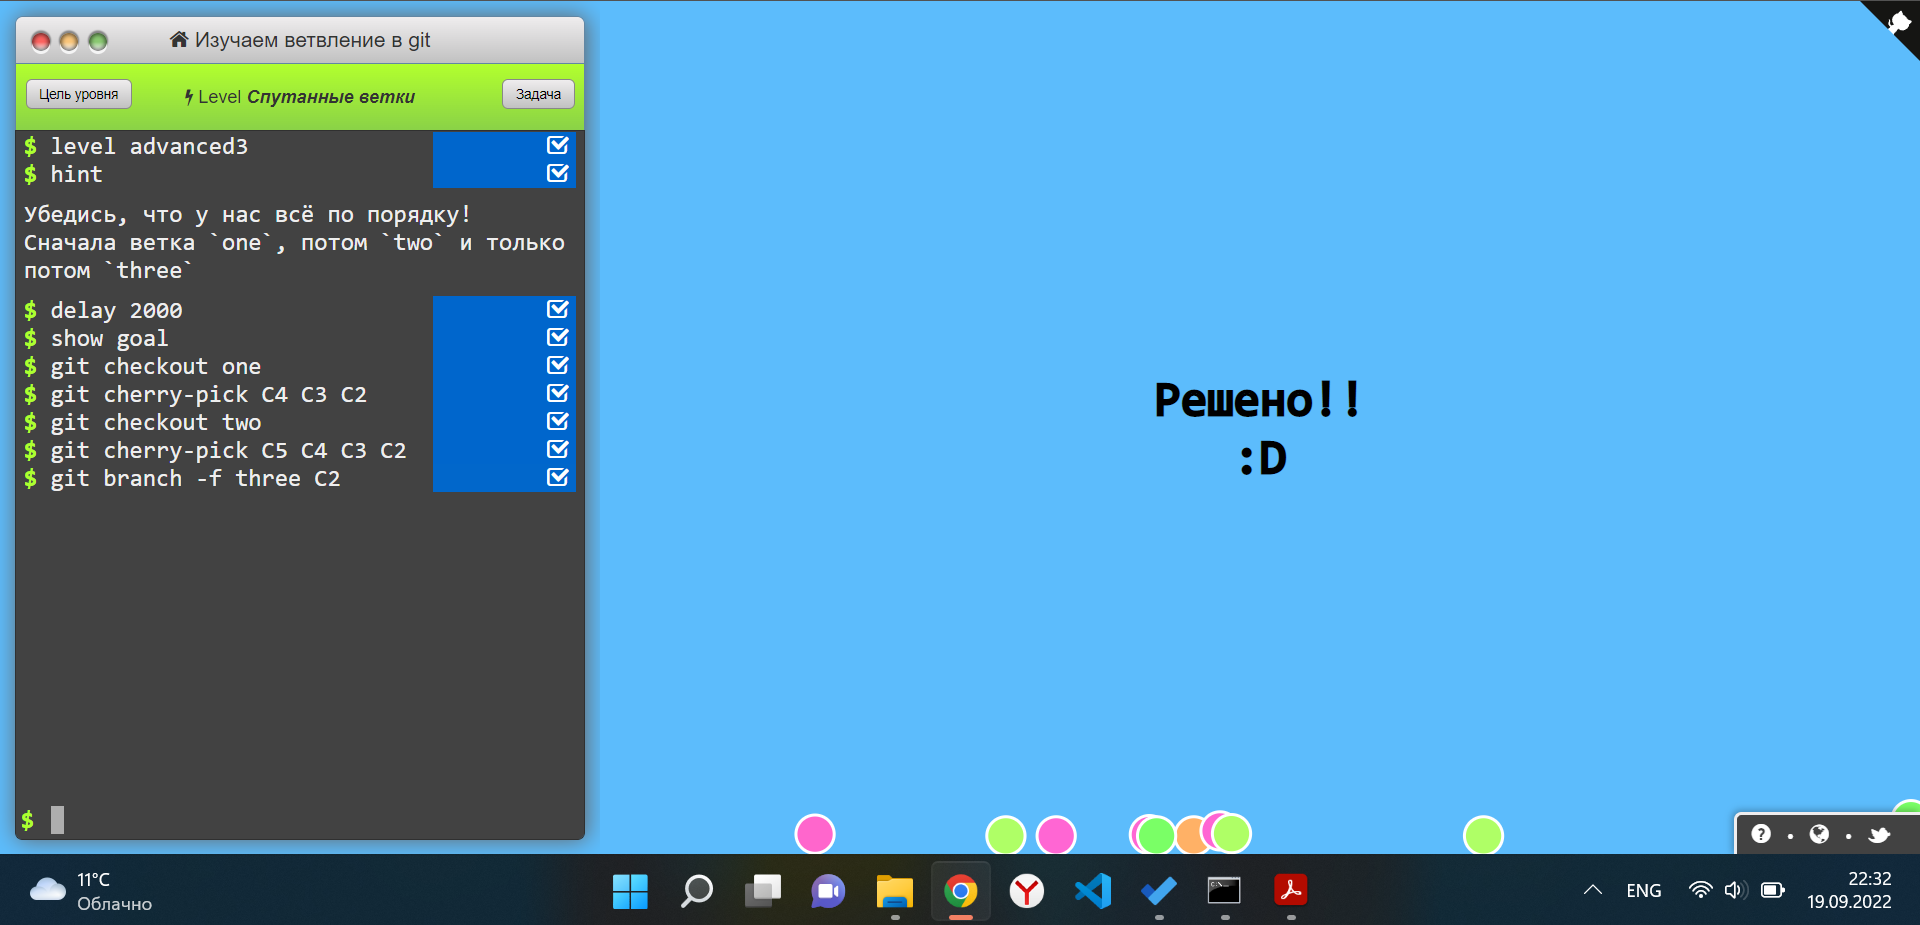 Изучаем ветвление в git
Цель уровня
Level Спутанные ветки
Задача
$ level advanced3
$ hint
Убедись, что у нас всё по порядку!
Сначала ветка `one`, потом `two` и только
потом `three`
$ delay 2000
$ show goal
$ git checkout one
$ git cherry-pick C4 C3 C2
$ git checkout two
$ git cherry-pick C5 C4 C3 C2
$ git branch -f three C2
$
Решено!!
:D
11°C
Облачно
ENG
22:32
19.09.2022